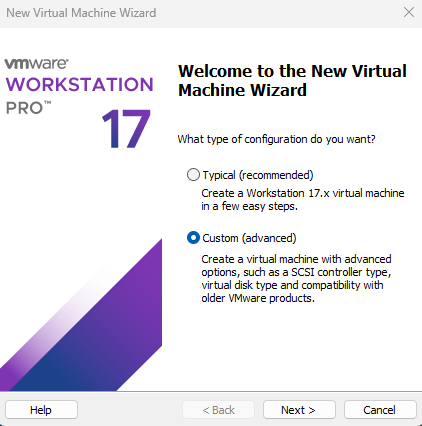 New Virtual Machine Wizard
vmware®
WORKSTATION
PRO™
17
Welcome to the New Virtual
Machine Wizard
What type of configuration do you want?
Typical (recommended)
Create a Workstation 17.x virtual machine
in a few easy steps.
Custom (advanced)
Create a virtual machine with advanced
options, such as a SCSI controller type,
virtual disk type and compatibility with
older VMware products.
Help
< Back
Next >
Cancel